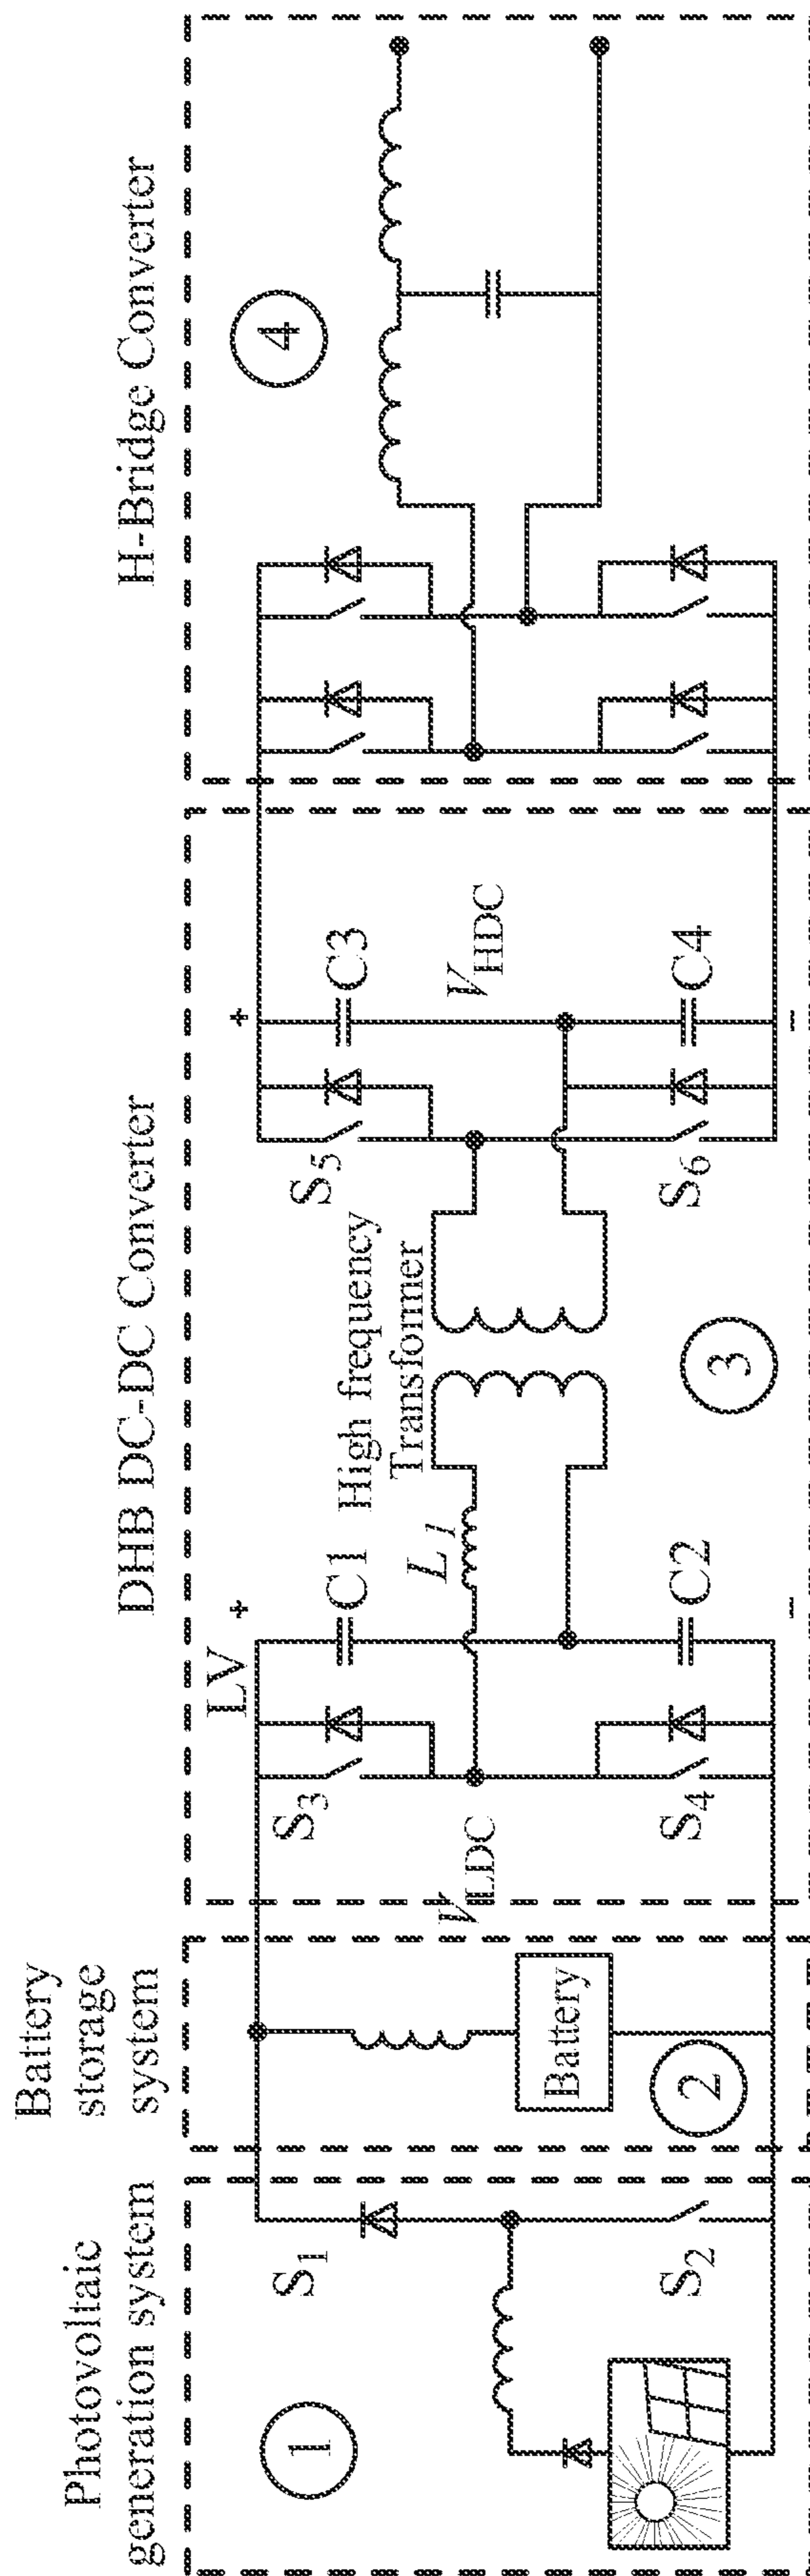 Photovoltaic
generation system
Battery
storage
system
DHB DC-DC Converter
H-Bridge Converter
1
S1
S2
2
Battery
VLDC
LV
+
−
S3
S4
C1
C2
L1
High frequency
Transformer
3
S5
S6
+
−
C3
C4
VHDC
4